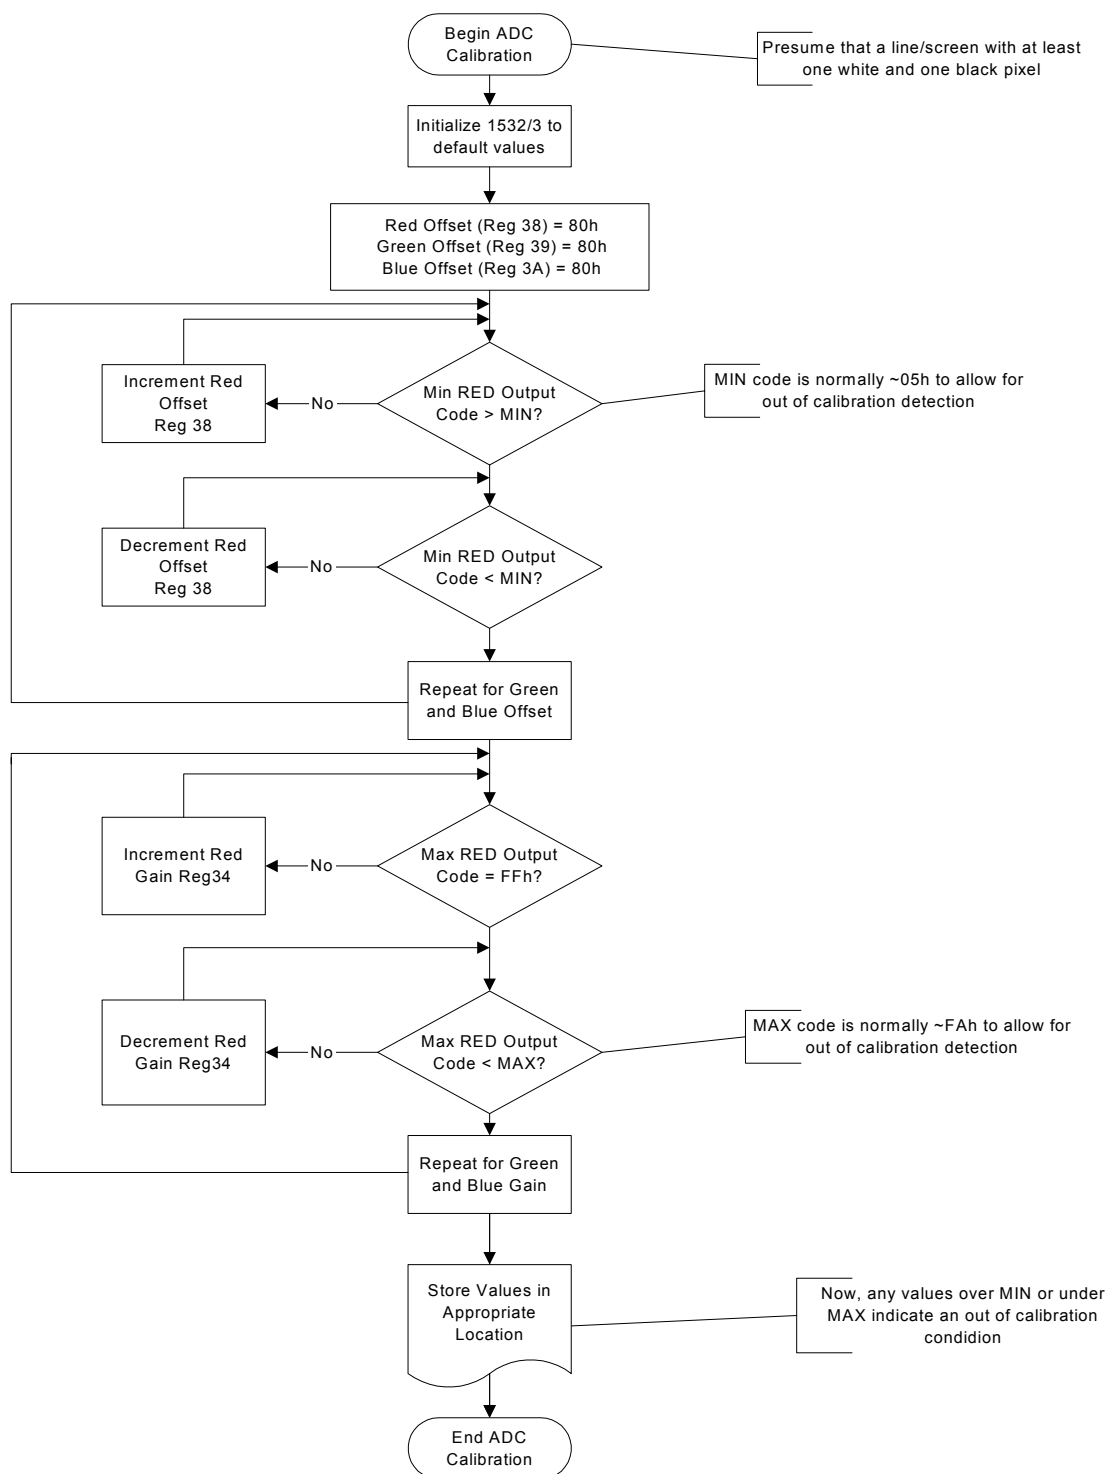 Begin ADC
Calibration
Presume that a line/screen with at least
one white and one black pixel
Initialize 1532/3 to
default values
Red Offset (Reg 38) = 80h
Green Offset (Reg 39) = 80h
Blue Offset (Reg 3A) = 80h
Increment Red
Offset
Reg 38
No
Min RED Output
Code > MIN?
MIN code is normally ~05h to allow for
out of calibration detection
Decrement Red
Offset
Reg 38
No
Min RED Output
Code < MIN?
Repeat for Green
and Blue Offset
Increment Red
Gain Reg34
No
Max RED Output
Code = FFh?
Decrement Red
Gain Reg34
No
Max RED Output
Code < MAX?
MAX code is normally ~FAh to allow for
out of calibration detection
Repeat for Green
and Blue Gain
Store Values in
Appropriate
Location
Now, any values over MIN or under
MAX indicate an out of calibration
condidion
End ADC
Calibration